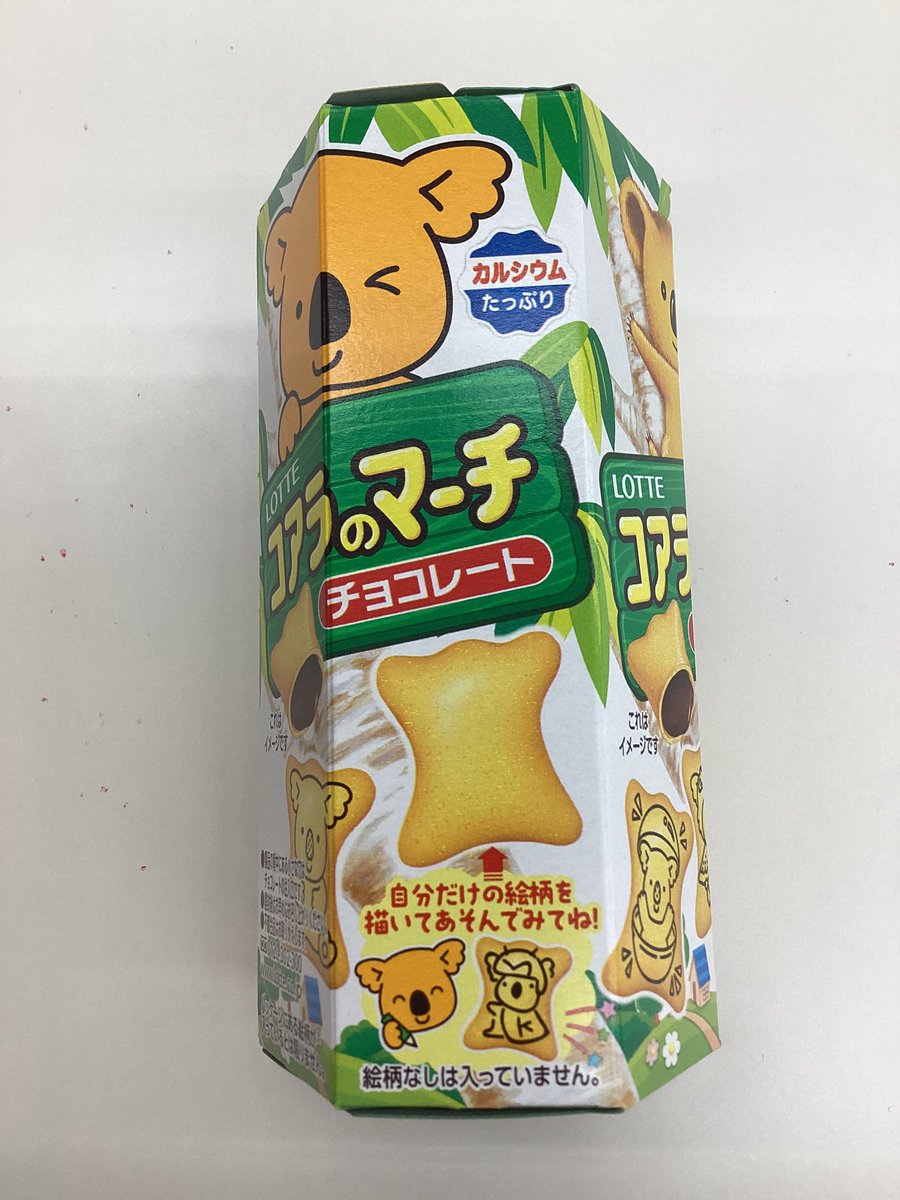 カルシウム
たっぷり
LOTTE
コアラのマーチ
チョコレート
LOTTE
コアラ
これは
イメージです
これは
イメージです
自分だけの絵柄を
描いてあそんでみてね!
K
絵柄なしは入っていません。